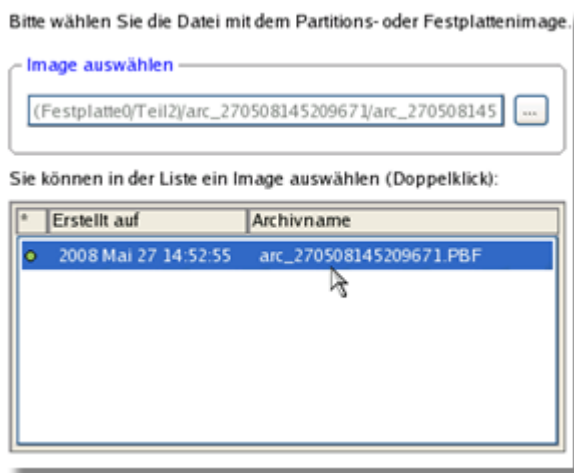 Bitte wählen Sie die Datei mit dem Partitions- oder Festplattenimage.
Image auswählen
(Festplatte0/Teil2)/arc_270508145209671/arc_270508145
...
Sie können in der Liste ein Image auswählen (Doppelklick):
* Erstellt auf Archivname
2008 Mai 27 14:52:55 arc_270508145209671.PBF